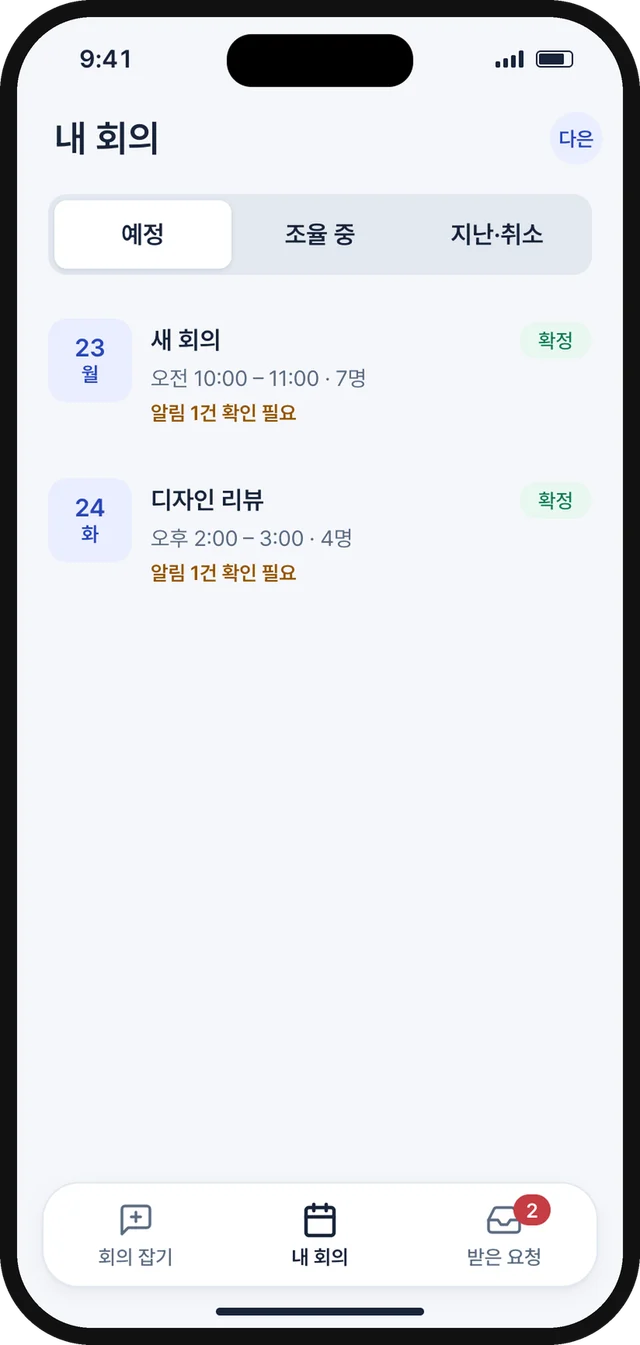 9:41
내 회의
다은
예정
조율 중
지난·취소
23
월
새 회의
확정
오전 10:00 – 11:00 · 7명
알림 1건 확인 필요
24
화
디자인 리뷰
확정
오후 2:00 – 3:00 · 4명
알림 1건 확인 필요
회의 잡기
내 회의
2
받은 요청